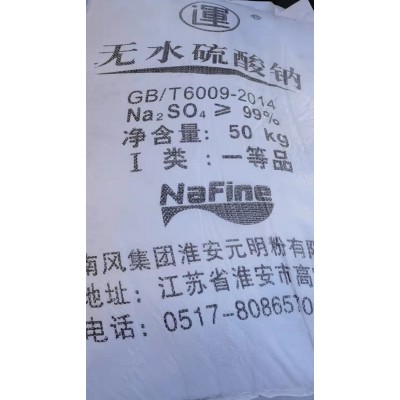 運
无水硫酸钠
GB/T6009-2014
Na₂SO₄ ≥ 99%
净含量: 50 kg
I 类:一等品
NaFine
南风集团淮安元明粉有限
地址: 江苏省淮安市高
电话: 0517-8086570